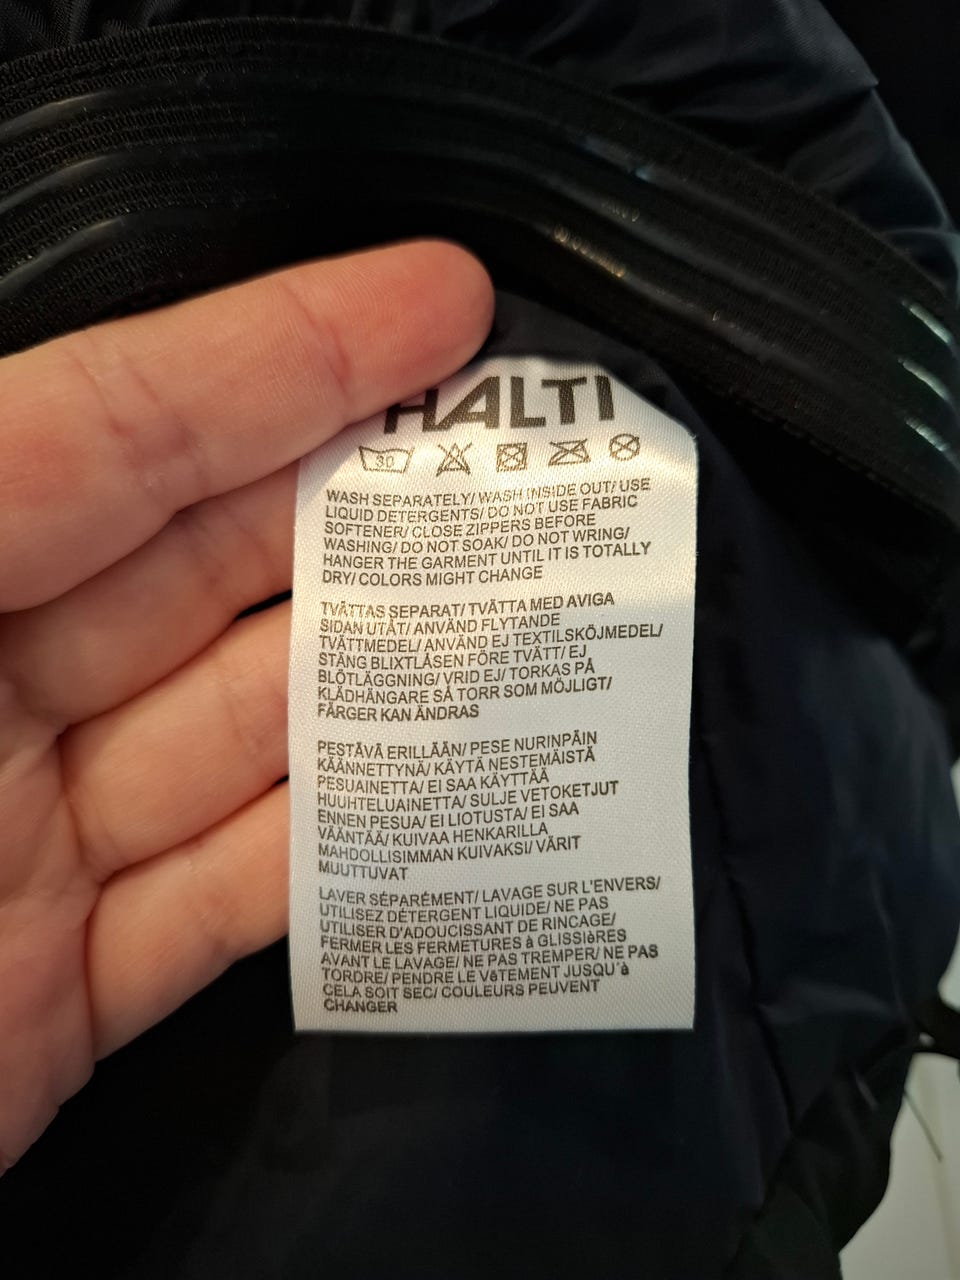 HALTI
30
WASH SEPARATELY/ WASH INSIDE OUT/ USE
LIQUID DETERGENTS/ DO NOT USE FABRIC
SOFTENER/ CLOSE ZIPPERS BEFORE
WASHING/ DO NOT SOAK/ DO NOT WRING/
HANGER THE GARMENT UNTIL IT IS TOTALLY
DRY/ COLORS MIGHT CHANGE
TVÄTTAS SEPARAT/ TVÄTTA MED AVIGA
SIDAN UTÅT/ ANVÄND FLYTANDE
TVÄTTMEDEL/ ANVÄND EJ TEXTILSKÖJMEDEL/
STÄNG BLIXTLÅSEN FÖRE TVÄTT/ EJ
BLÖTLÄGGNING/ VRID EJ/ TORKAS PÅ
KLÄDHÄNGARE SÅ TORR SOM MÖJLIGT/
FÄRGER KAN ÄNDRAS
PESTÄVÄ ERILLÄÄN/ PESE NURINPÄIN
KÄÄNNETTYNÄ/ KÄYTÄ NESTEMÄISTÄ
PESUAINETTA/ EI SAA KÄYTTÄÄ
HUUHTELUAINETTA/ SULJE VETOKETJUT
ENNEN PESUA/ EI LIOTUSTA/ EI SAA
VÄÄNTÄÄ/ KUIVAA HENKARILLA
MAHDOLLISIMMAN KUIVAKSI/ VÄRIT
MUUTTUVAT
LAVER SÉPARÉMENT/ LAVAGE SUR L'ENVERS/
UTILISEZ DÉTERGENT LIQUIDE/ NE PAS
UTILISER D'ADOUCISSANT DE RINCAGE/
FERMER LES FERMETURES à GLISSIèRES
AVANT LE LAVAGE/ NE PAS TREMPER/ NE PAS
TORDRE/ PENDRE LE VêTEMENT JUSQU'à
CELA SOIT SEC/ COULEURS PEUVENT
CHANGER